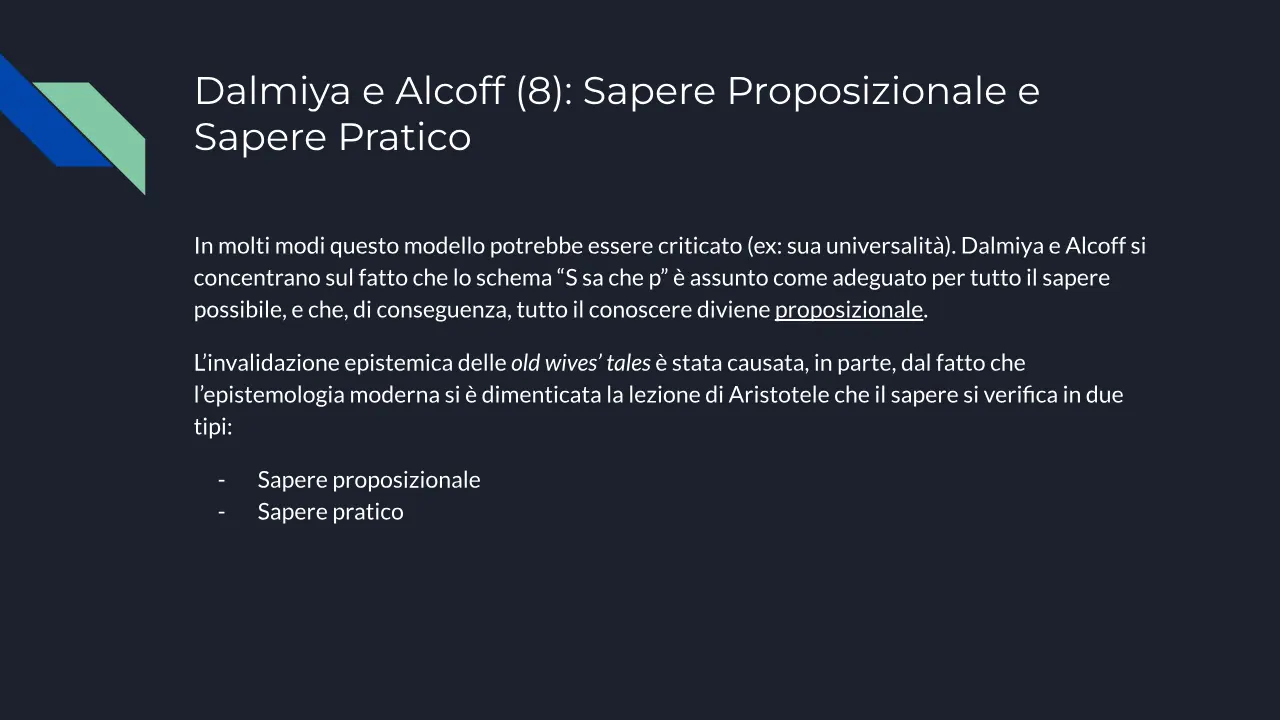 Dalmiya e Alcoff (8): Sapere Proposizionale e
Sapere Pratico
In molti modi questo modello potrebbe essere criticato (ex: sua universalità). Dalmiya e Alcoff si
concentrano sul fatto che lo schema “S sa che p” è assunto come adeguato per tutto il sapere
possibile, e che, di conseguenza, tutto il conoscere diviene proposizionale.
L’invalidazione epistemica delle old wives’ tales è stata causata, in parte, dal fatto che
l’epistemologia moderna si è dimenticata la lezione di Aristotele che il sapere si verifica in due
tipi:
- Sapere proposizionale
- Sapere pratico